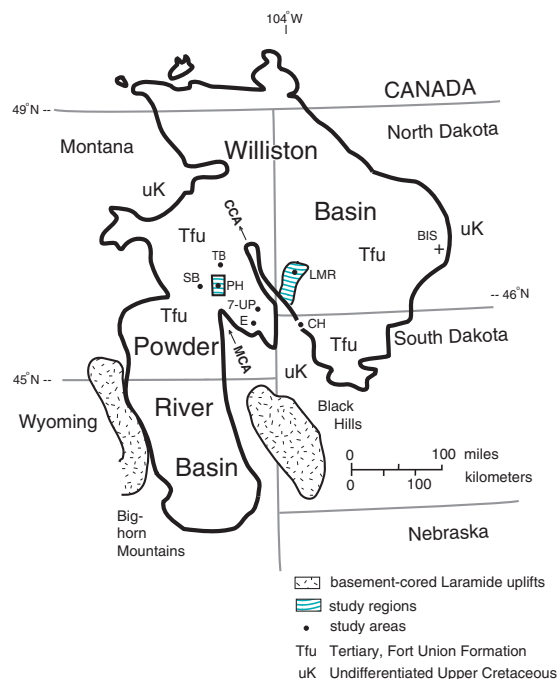 104°W
CANADA
49°N --
North Dakota
Montana
Williston
uK
CCA
Basin
uK
Tfu
BIS
Tfu
TB
LMR
SB
PH
-- 46°N
7-UP
Tfu
E
CH
South Dakota
Powder
Tfu
MCA
uK
45°N --
River
Wyoming
Black
Hills
0 100 miles
kilometers
0 100
Basin
Big-
horn
Mountains
Nebraska
basement-cored Laramide uplifts
study regions
study areas
Tfu Tertiary, Fort Union Formation
uK Undifferentiated Upper Cretaceous